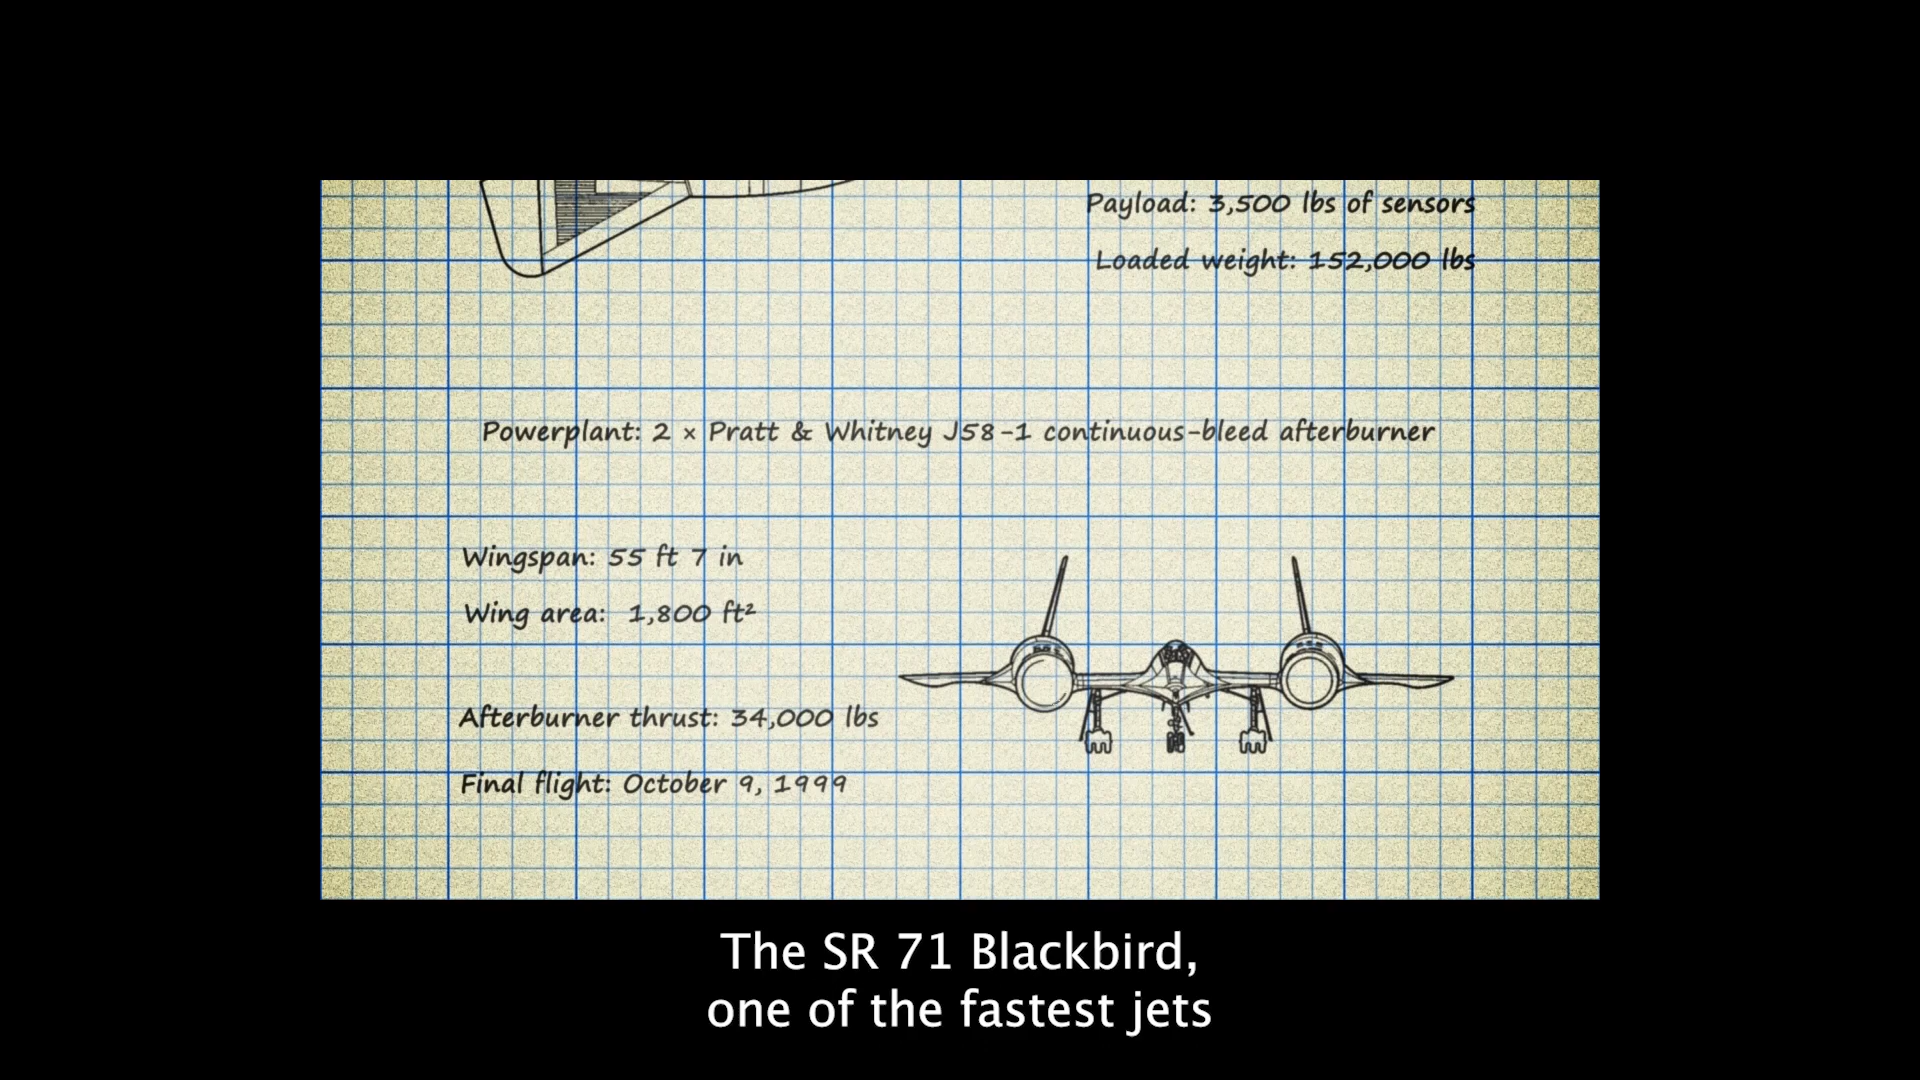 Payload: 3,500 lbs of sensors
Loaded weight: 152,000 lbs
Powerplant: 2 × Pratt & Whitney J58-1 continuous-bleed afterburner
Wingspan: 55 ft 7 in
Wing area: 1,800 ft²
Afterburner thrust: 34,000 lbs
Final flight: October 9, 1999
The SR 71 Blackbird,
one of the fastest jets